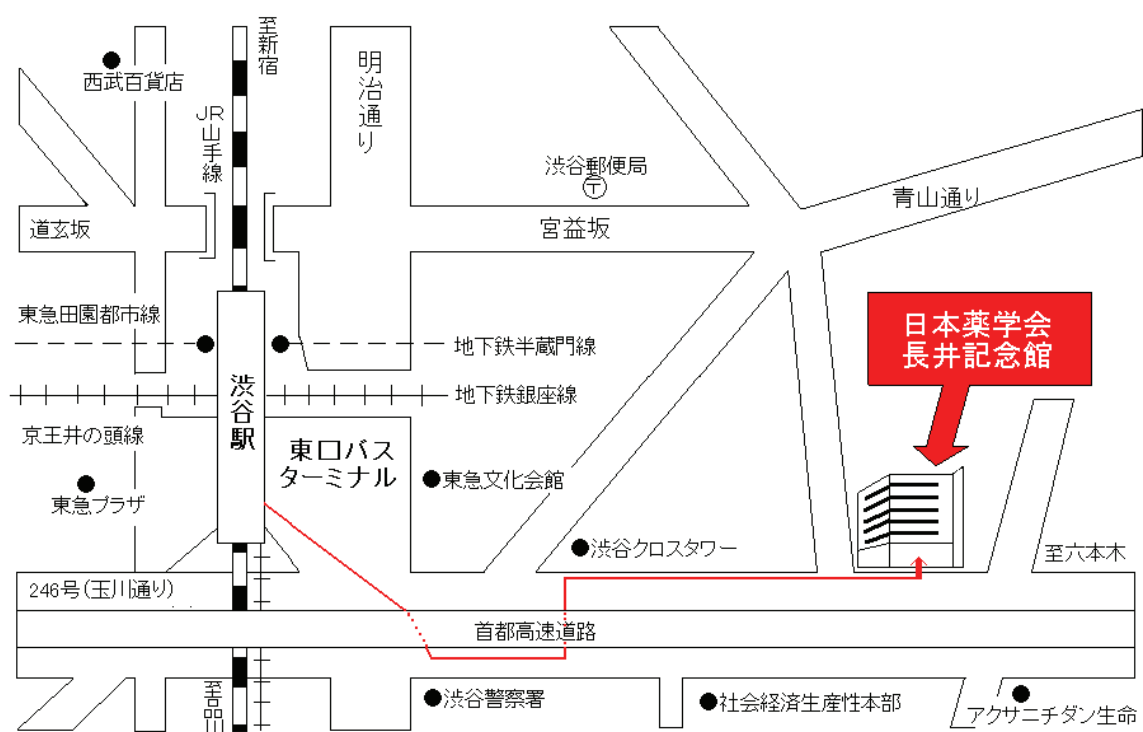 至新宿
西武百貨店
明治通り
JR山手線
渋谷郵便局
〒
青山通り
道玄坂
宮益坂
東急田園都市線
日本薬学会
長井記念館
地下鉄半蔵門線
地下鉄銀座線
渋谷駅
京王井の頭線
東口バス
ターミナル
東急文化会館
東急プラザ
渋谷クロスタワー
至六本木
246号(玉川通り)
首都高速道路
渋谷警察署
社会経済生産性本部
アクサニチダン生命
至品川